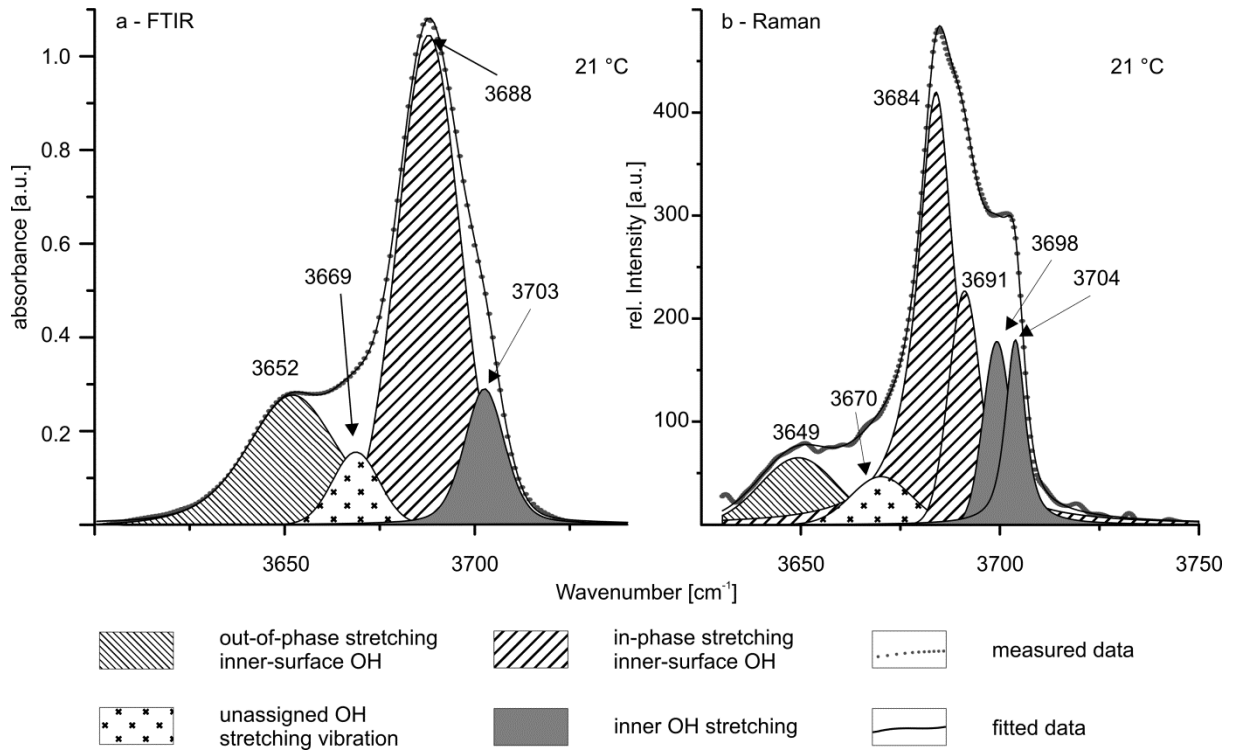 a - FTIR
21 °C
absorbance [a.u.]
1.0
0.8
0.6
0.4
0.2
3652
3669
3688
3703
3650
3700
b - Raman
21 °C
rel. Intensity [a.u.]
400
300
200
100
3649
3670
3684
3691
3698
3704
3650
3700
3750
Wavenumber [cm-1]
out-of-phase stretching
inner-surface OH
in-phase stretching
inner-surface OH
measured data
unassigned OH
stretching vibration
inner OH stretching
fitted data